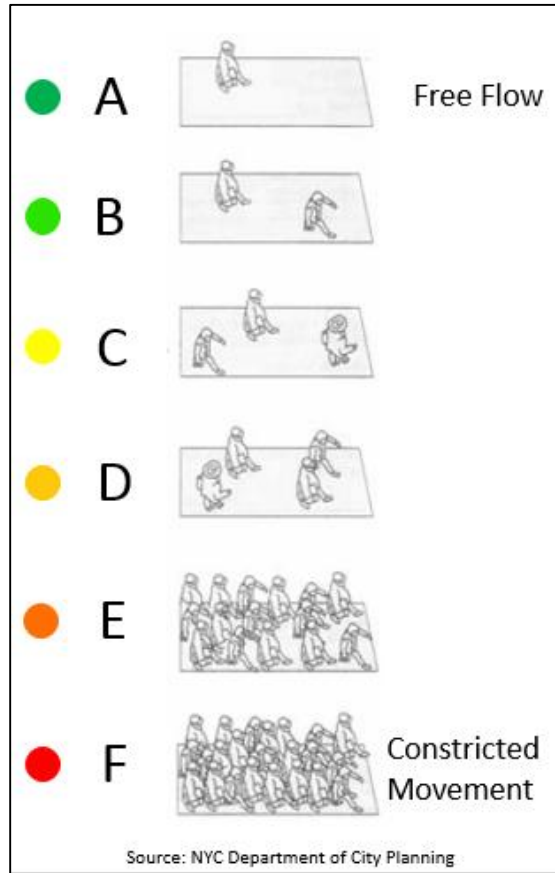 A
Free Flow
B
C
D
E
F
Constricted
Movement
Source: NYC Department of City Planning